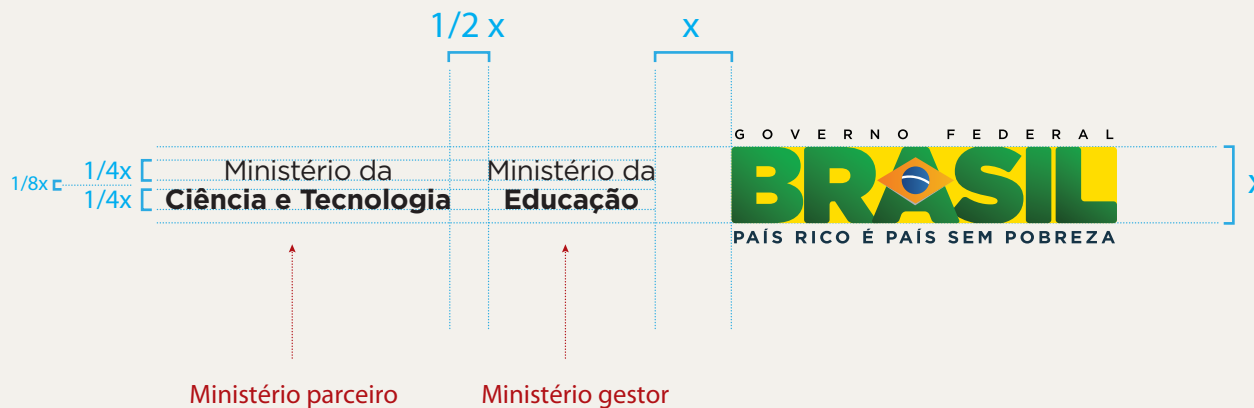 1/2 x
x
GOVERNO FEDERAL
1/4x
Ministério da
Ministério da
BRASIL
1/8x
x
1/4x
Ciência e Tecnologia
Educação
PAÍS RICO É PAÍS SEM POBREZA
Ministério parceiro
Ministério gestor